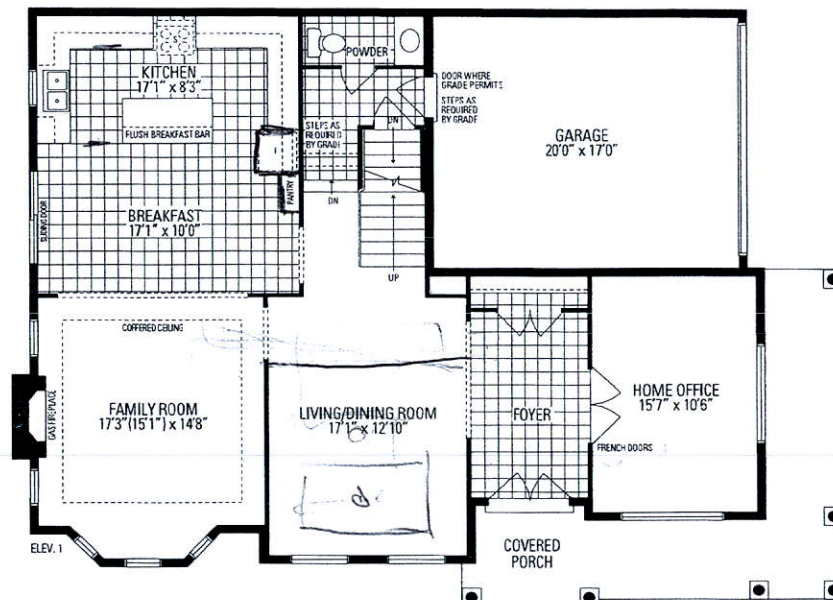 POWDER
KITCHEN
17'1" x 8'3"
FLUSH BREAKFAST BAR
STEPS AS
REQUIRED
BY GRADE
DN
DOOR WHERE
GRADE PERMITS
STEPS AS
REQUIRED
BY GRADE
GARAGE
20'0" x 17'0"
PANTRY
DN
SLIDING DOOR
BREAKFAST
17'1" x 10'0"
UP
COFFERED CEILING
GAS FIREPLACE
FAMILY ROOM
17'3"(15'1") x 14'8"
LIVING/DINING ROOM
17'1" x 12'10"
FOYER
HOME OFFICE
15'7" x 10'6"
FRENCH DOORS
ELEV. 1
COVERED
PORCH